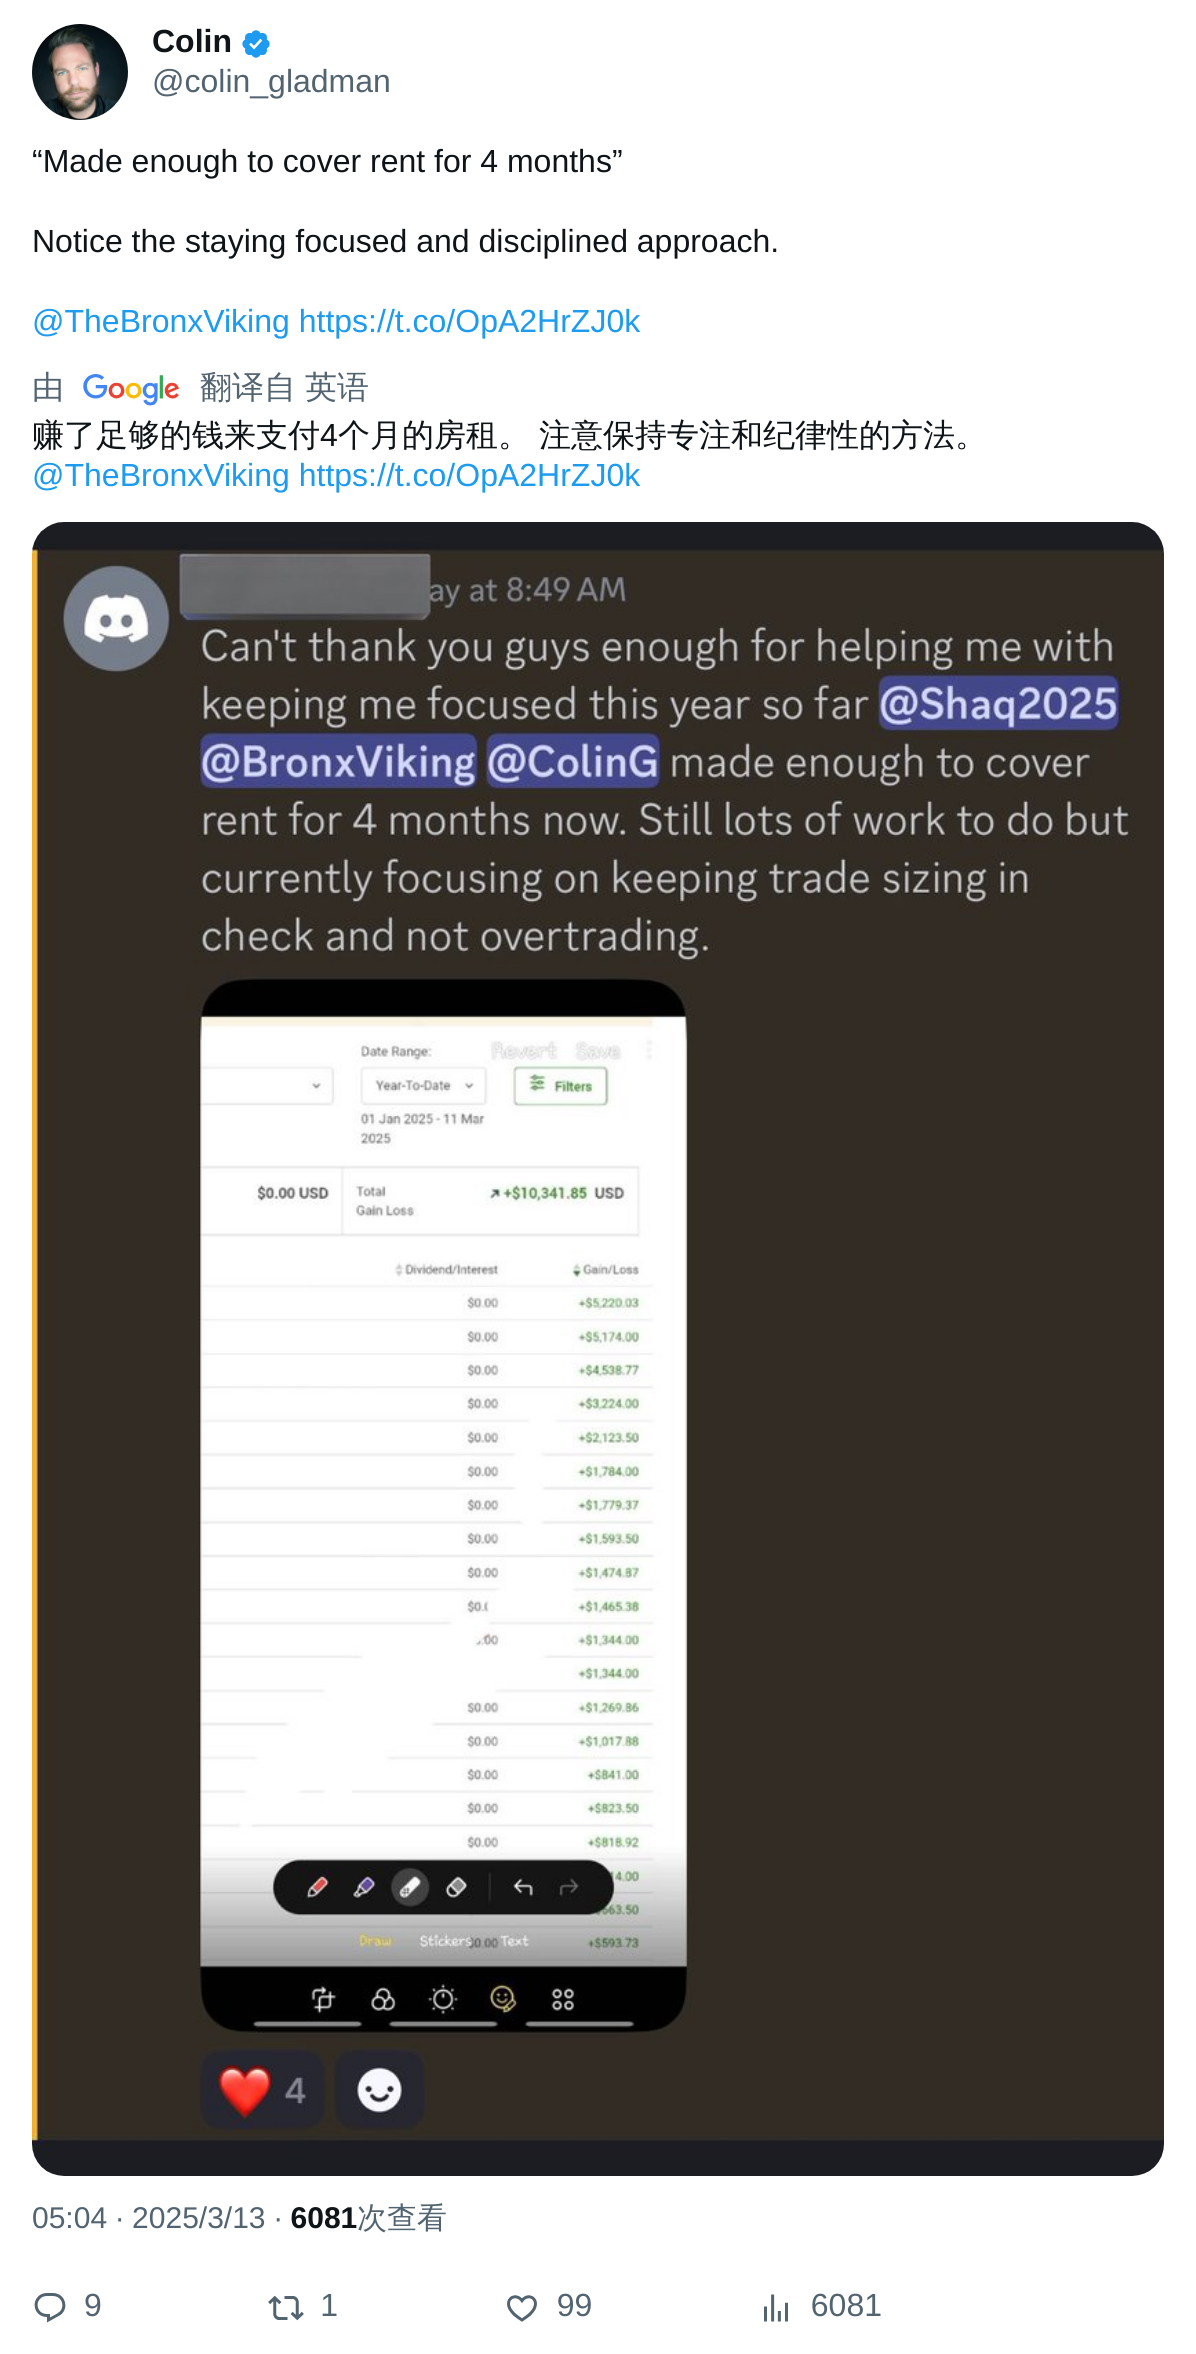 Colin
@colin_gladman
“Made enough to cover rent for 4 months”
Notice the staying focused and disciplined approach.
@TheBronxViking https://t.co/OpA2HrZJ0k
由 Google 翻译自 英语
赚了足够的钱来支付4个月的房租。 注意保持专注和纪律性的方法。
@TheBronxViking https://t.co/OpA2HrZJ0k
ay at 8:49 AM
Can't thank you guys enough for helping me with
keeping me focused this year so far @Shaq2025
@BronxViking @ColinG made enough to cover
rent for 4 months now. Still lots of work to do but
currently focusing on keeping trade sizing in
check and not overtrading.
Date Range: Revert Save
Year-To-Date Filters
01 Jan 2025 - 11 Mar
2025
$0.00 USD Total +$10,341.85 USD
Gain Loss
Dividend/Interest Gain/Loss
$0.00 +$5,220.03
$0.00 +$5,174.00
$0.00 +$4,538.77
$0.00 +$3,224.00
$0.00 +$2,123.50
$0.00 +$1,784.00
$0.00 +$1,779.37
$0.00 +$1,593.50
$0.00 +$1,474.87
$0.0 +$1,465.38
.00 +$1,344.00
+$1,344.00
$0.00 +$1,269.86
$0.00 +$1,017.88
$0.00 +$841.00
$0.00 +$823.50
$0.00 +$818.92
4.00
663.50
Draw Stickers 0.00 Text +$593.73
4
05:04 · 2025/3/13 · 6081次查看
9 1 99 6081